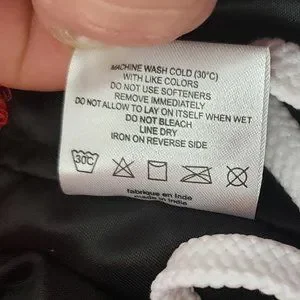 MACHINE WASH COLD (30°C)
WITH LIKE COLORS
DO NOT USE SOFTENERS
REMOVE IMMEDIATELY
DO NOT ALLOW TO LAY ON ITSELF WHEN WET
DO NOT BLEACH
LINE DRY
IRON ON REVERSE SIDE
30C
fabriqué en Inde
made in India